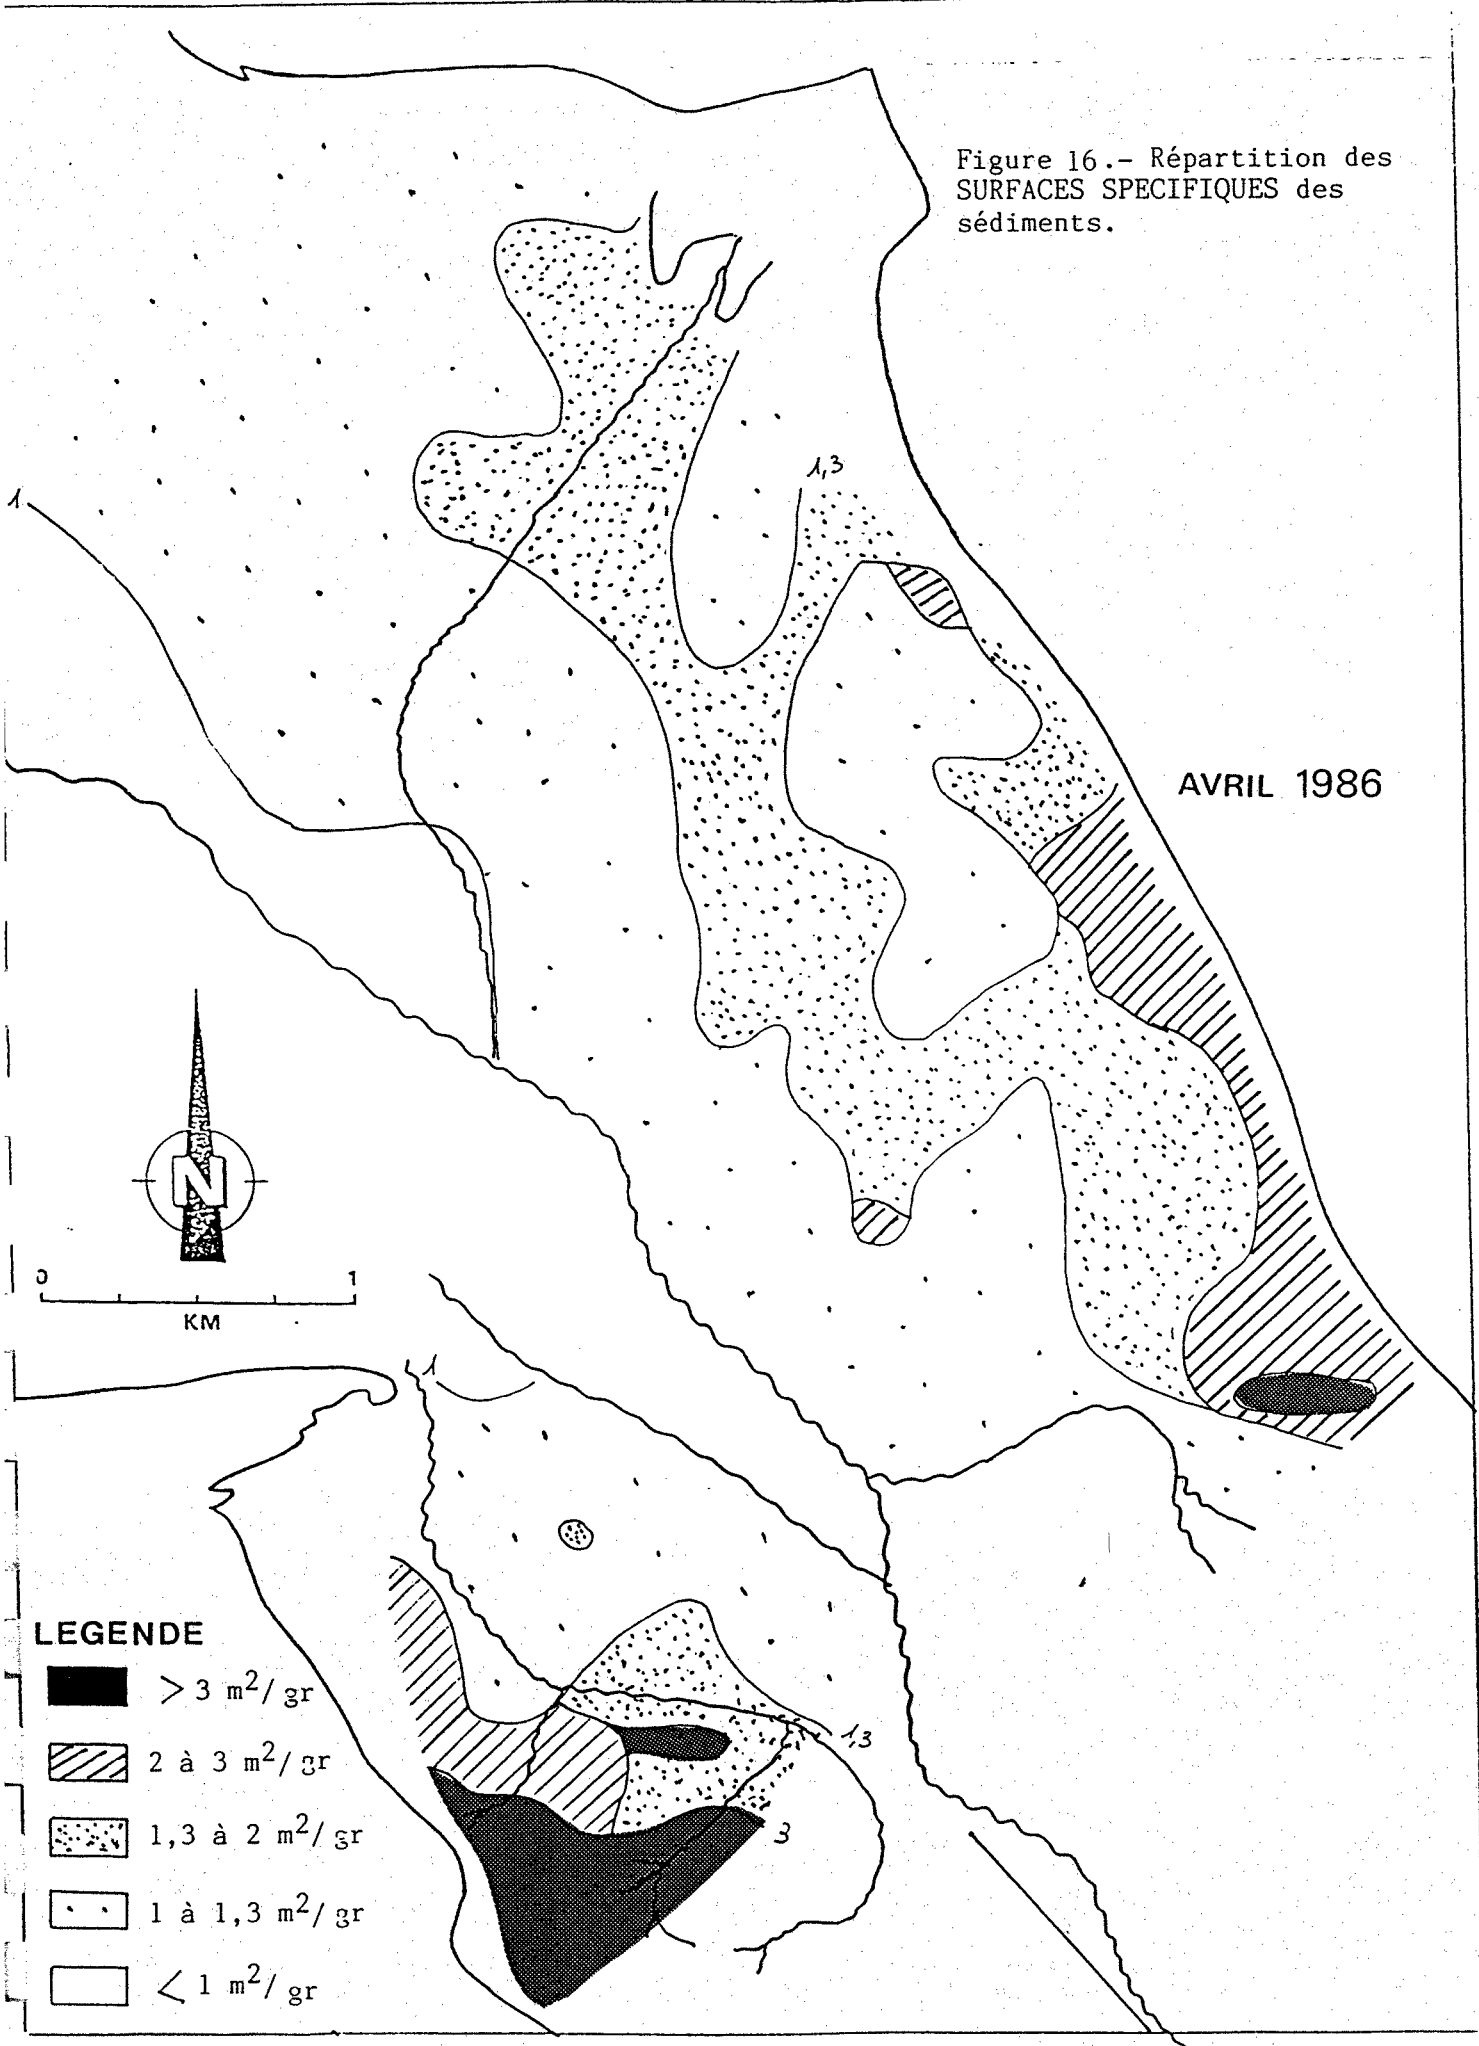 Figure 16.- Répartition des
SURFACES SPECIFIQUES des
sédiments.
1,3
1
AVRIL 1986
N
0 1
KM
1
LEGENDE
> 3 m²/gr
2 à 3 m²/gr
1,3 à 2 m²/gr
1 à 1,3 m²/gr
< 1 m²/gr
1,3
3